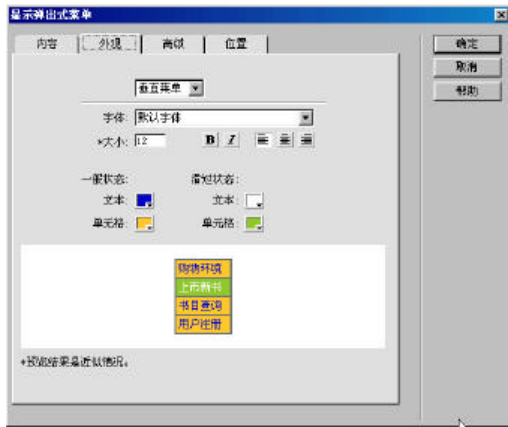 显示弹出式菜单
内容 外观 高级 位置
确定
取消
帮助
垂直菜单
字体: 默认字体
*大小: 12 B I
一般状态: 滑过状态:
文本: 文本:
单元格: 单元格:
购物环境
上市新书
书目查询
用户注册
*预览结果是近似情况。